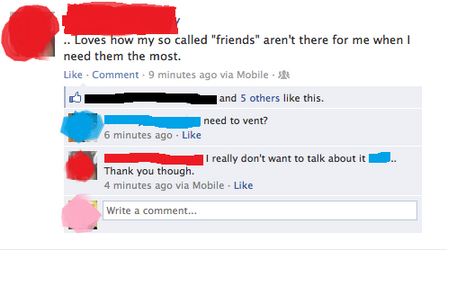 .. Loves how my so called "friends" aren't there for me when I
need them the most.
Like · Comment · 9 minutes ago via Mobile ·
and 5 others like this.
need to vent?
6 minutes ago · Like
I really don't want to talk about it ..
Thank you though.
4 minutes ago via Mobile · Like
Write a comment...